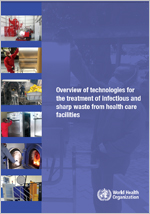 Overview of technologies for
the treatment of infectious and
sharp waste from health care
facilities
World Health
Organization